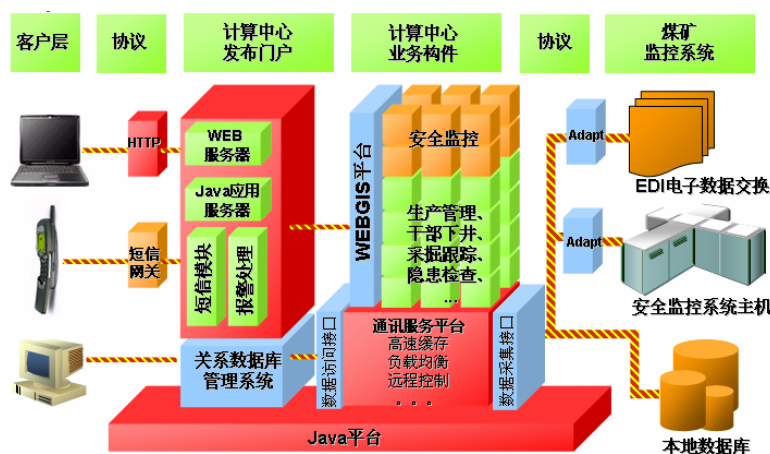 客户层
协议
计算中心
发布门户
计算中心
业务构件
协议
煤矿
监控系统
HTTP
WEB
服务器
Java应用
服务器
短信
网关
短信模块
报警处理
关系数据库
管理系统
WEBGIS平台
安全监控
生产管理、
干部下井、
采掘跟踪、
隐患检查、
...
数据访问接口
通讯服务平台
高速缓存
负载均衡
远程控制
。。。
数据采集接口
Java平台
Adapt
EDI电子数据交换
Adapt
安全监控系统主机
本地数据库